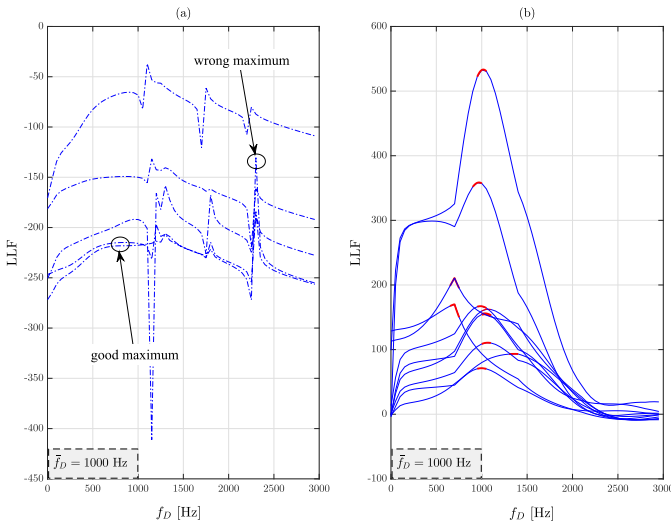 (a)
0
-50
-100
-150
-200
-250
-300
-350
-400
-450
LLF
wrong maximum
good maximum
f̄_D = 1000 Hz
0 500 1000 1500 2000 2500 3000
f_D [Hz]
(b)
600
500
400
300
200
100
0
-100
LLF
f̄_D = 1000 Hz
0 500 1000 1500 2000 2500 3000
f_D [Hz]